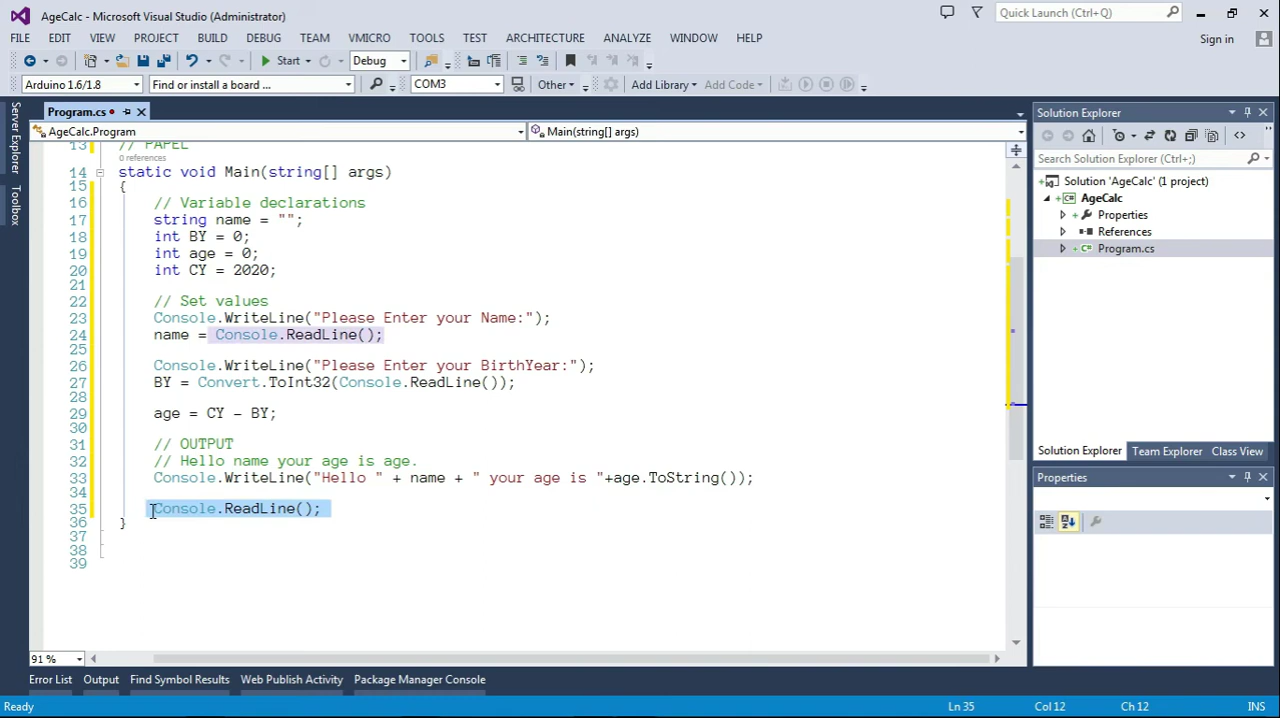 AgeCalc - Microsoft Visual Studio (Administrator)
Quick Launch (Ctrl+Q)
FILE EDIT VIEW PROJECT BUILD DEBUG TEAM VMICRO TOOLS TEST ARCHITECTURE ANALYZE WINDOW HELP
Sign in
Start Debug
Arduino 1.6/1.8 Find or install a board ... COM3 Other Add Library Add Code
Server Explorer
Toolbox
Program.cs
AgeCalc.Program Main(string[] args)
13 // PAPEL
0 references
14 static void Main(string[] args)
15 {
16 // Variable declarations
17 string name = "";
18 int BY = 0;
19 int age = 0;
20 int CY = 2020;
21
22 // Set values
23 Console.WriteLine("Please Enter your Name:");
24 name = Console.ReadLine();
25
26 Console.WriteLine("Please Enter your BirthYear:");
27 BY = Convert.ToInt32(Console.ReadLine());
28
29 age = CY - BY;
30
31 // OUTPUT
32 // Hello name your age is age.
33 Console.WriteLine("Hello " + name + " your age is "+age.ToString());
34
35 Console.ReadLine();
36 }
37
38
39
91 %
Solution Explorer
Search Solution Explorer (Ctrl+;)
Solution 'AgeCalc' (1 project)
AgeCalc
Properties
References
Program.cs
Solution Explorer Team Explorer Class View
Properties
Error List Output Find Symbol Results Web Publish Activity Package Manager Console
Ready Ln 35 Col 12 Ch 12 INS